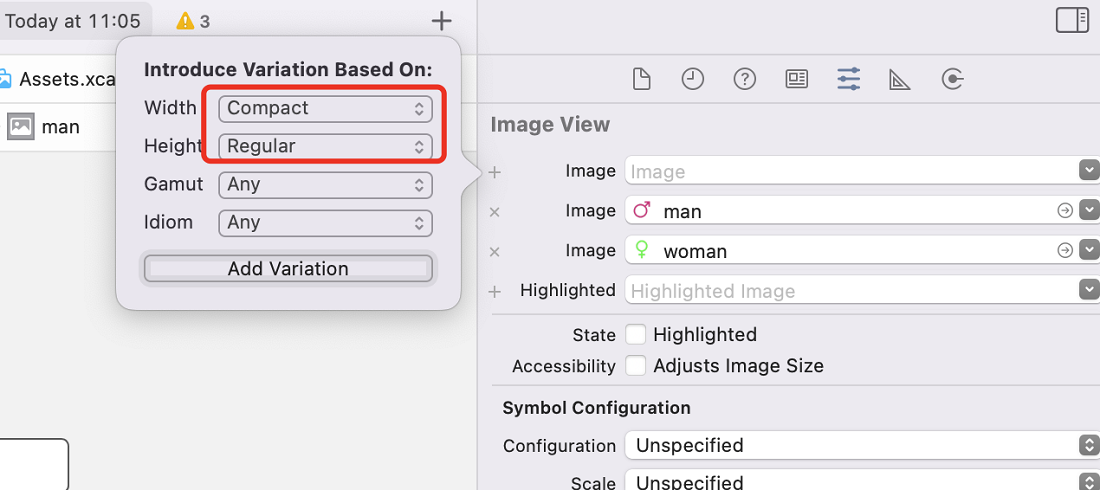 Today at 11:05
3
Assets.xca
man
Introduce Variation Based On:
Width Compact
Height Regular
Gamut Any
Idiom Any
Add Variation
Image View
Image Image
Image man
Image woman
Highlighted Highlighted Image
State Highlighted
Accessibility Adjusts Image Size
Symbol Configuration
Configuration Unspecified
Scale Unspecified